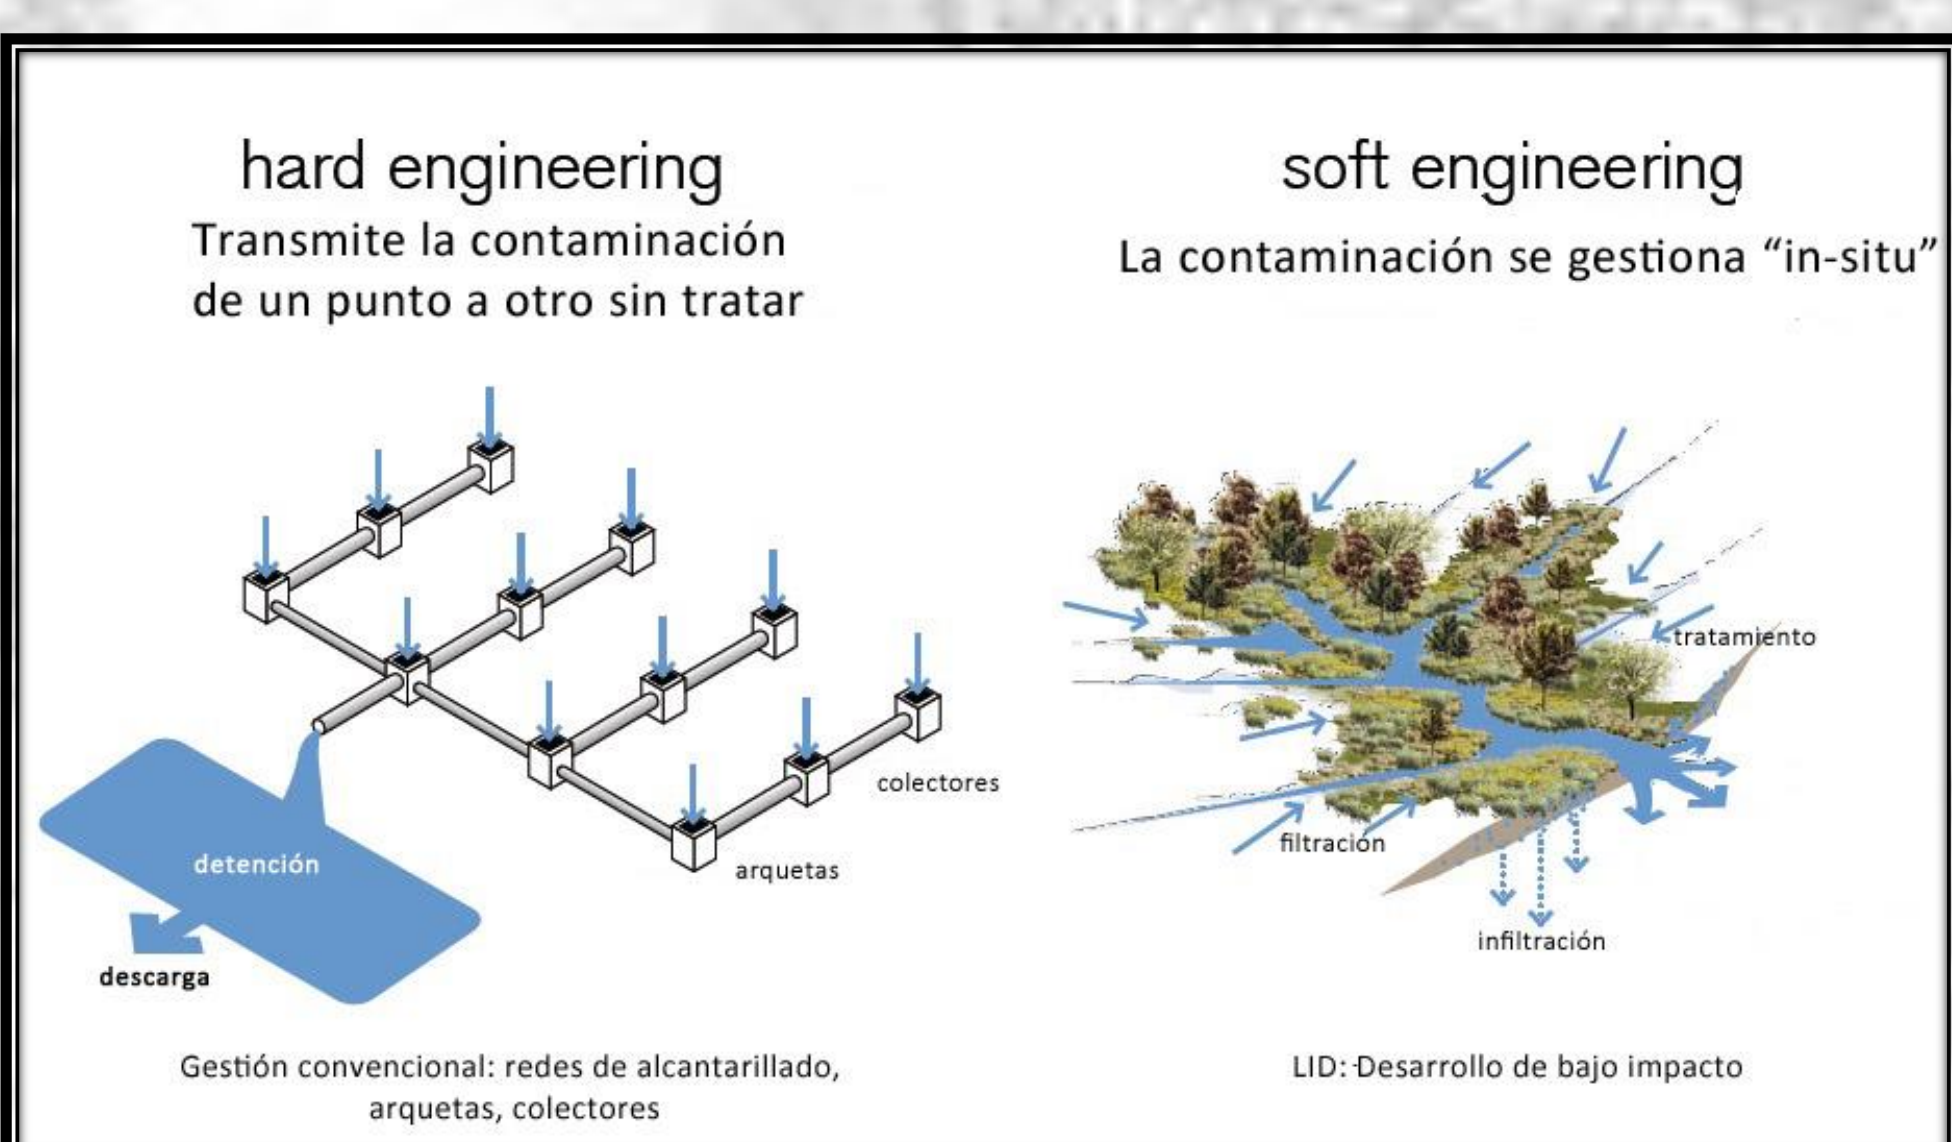 hard engineering
Transmite la contaminación
de un punto a otro sin tratar
colectores
arquetas
detención
descarga
Gestión convencional: redes de alcantarillado,
arquetas, colectores
soft engineering
La contaminación se gestiona “in-situ”
tratamiento
filtración
infiltración
LID: Desarrollo de bajo impacto